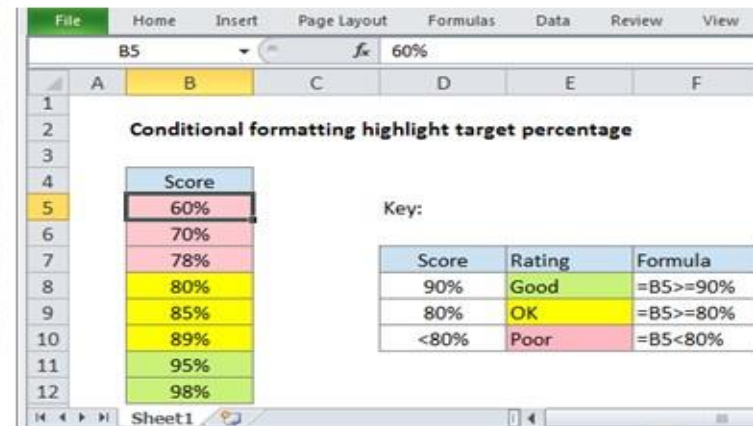 File Home Insert Page Layout Formulas Data Review View
B5 fx 60%
A B C D E F
1
2 Conditional formatting highlight target percentage
3
4 Score
5 60% Key:
6 70%
7 78% Score Rating Formula
8 80% 90% Good =B5>=90%
9 85% 80% OK =B5>=80%
10 89% <80% Poor =B5<80%
11 95%
12 98%
Sheet1